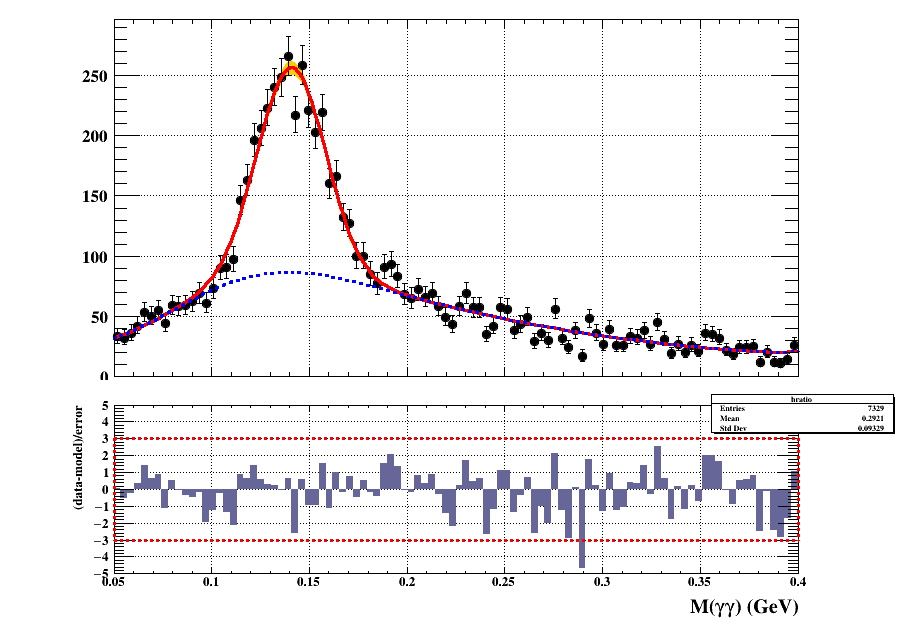 250
200
150
100
50
0
(data-model)/error
5
4
3
2
1
0
−1
−2
−3
−4
−5
hratio
Entries 7329
Mean 0.2921
Std Dev 0.09329
0.05 0.1 0.15 0.2 0.25 0.3 0.35 0.4
M(γγ) (GeV)